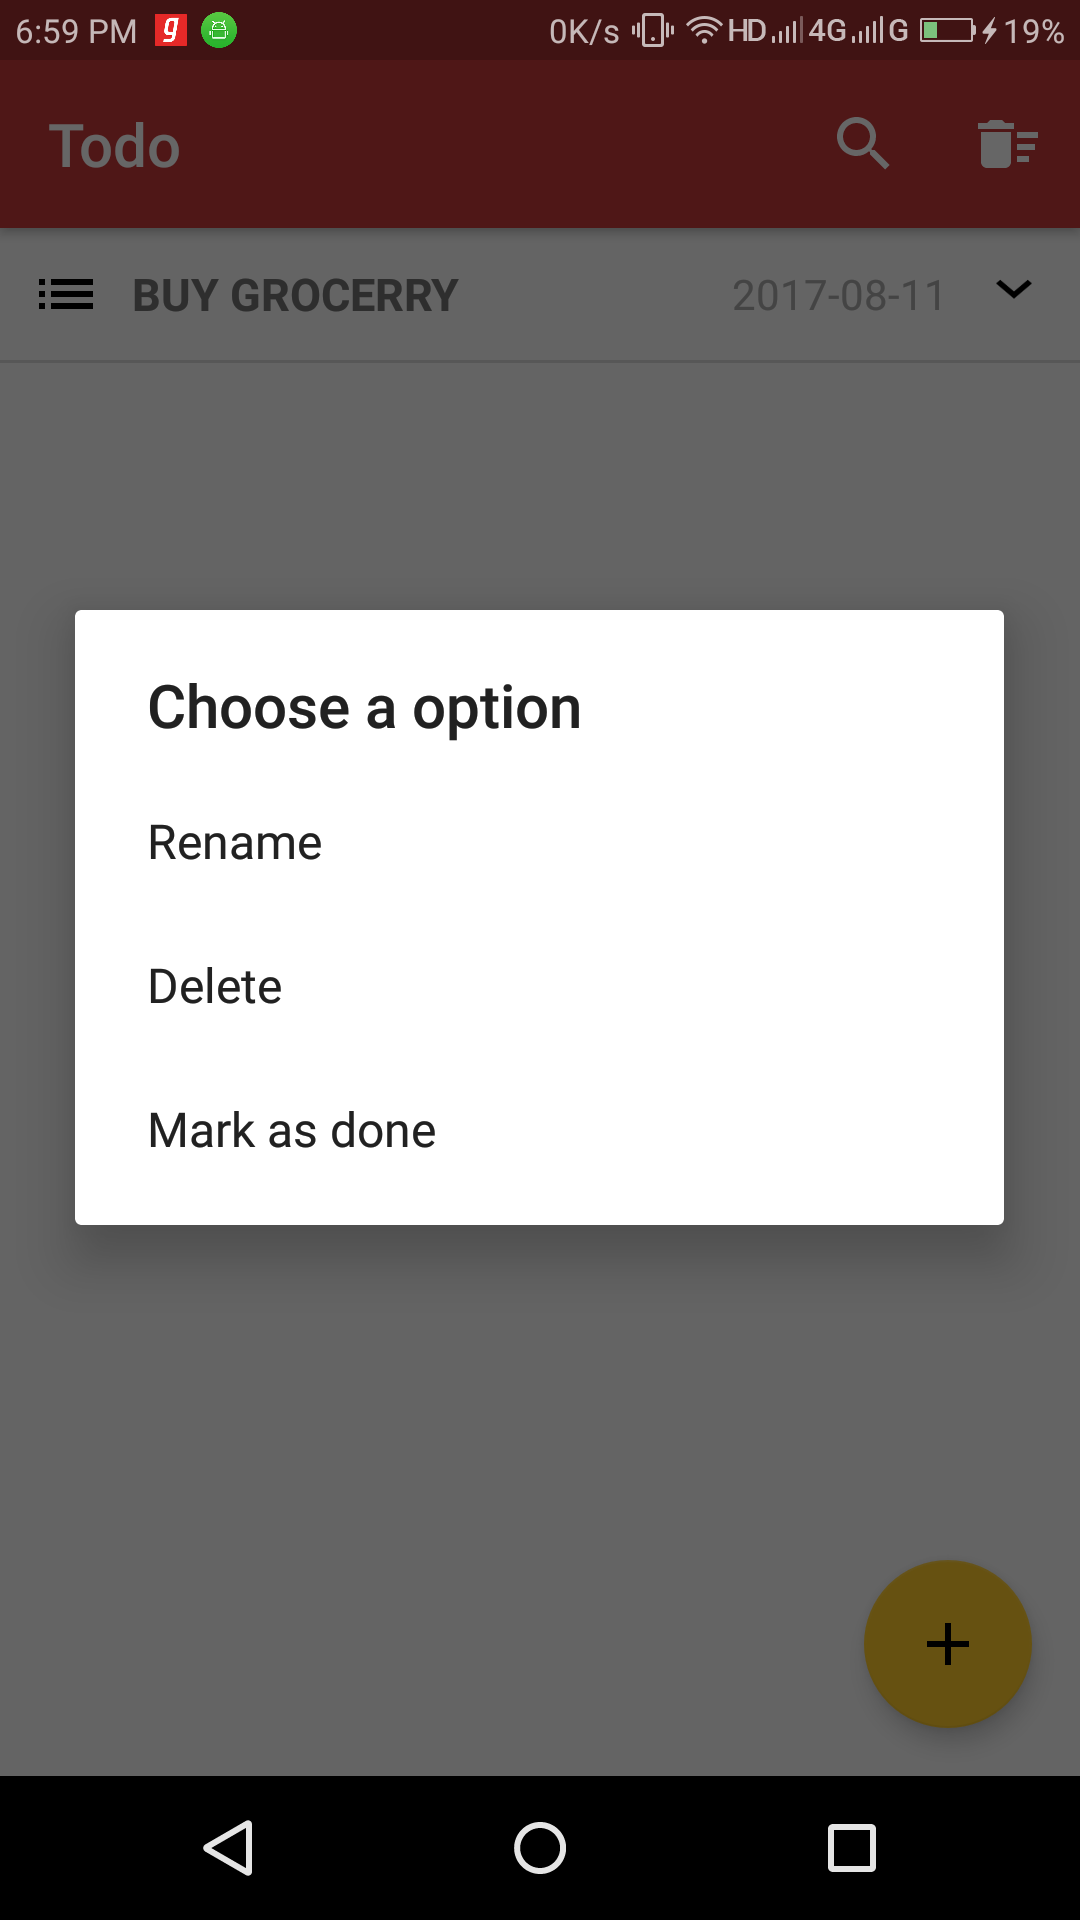 6:59 PM g 0K/s HD 4G G 19%
Todo
BUY GROCERRY 2017-08-11
Choose a option
Rename
Delete
Mark as done